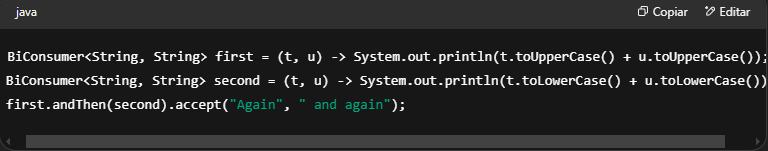 java
Copiar
Editar
BiConsumer<String, String> first = (t, u) -> System.out.println(t.toUpperCase() + u.toUpperCase());
BiConsumer<String, String> second = (t, u) -> System.out.println(t.toLowerCase() + u.toLowerCase())
first.andThen(second).accept("Again", " and again");